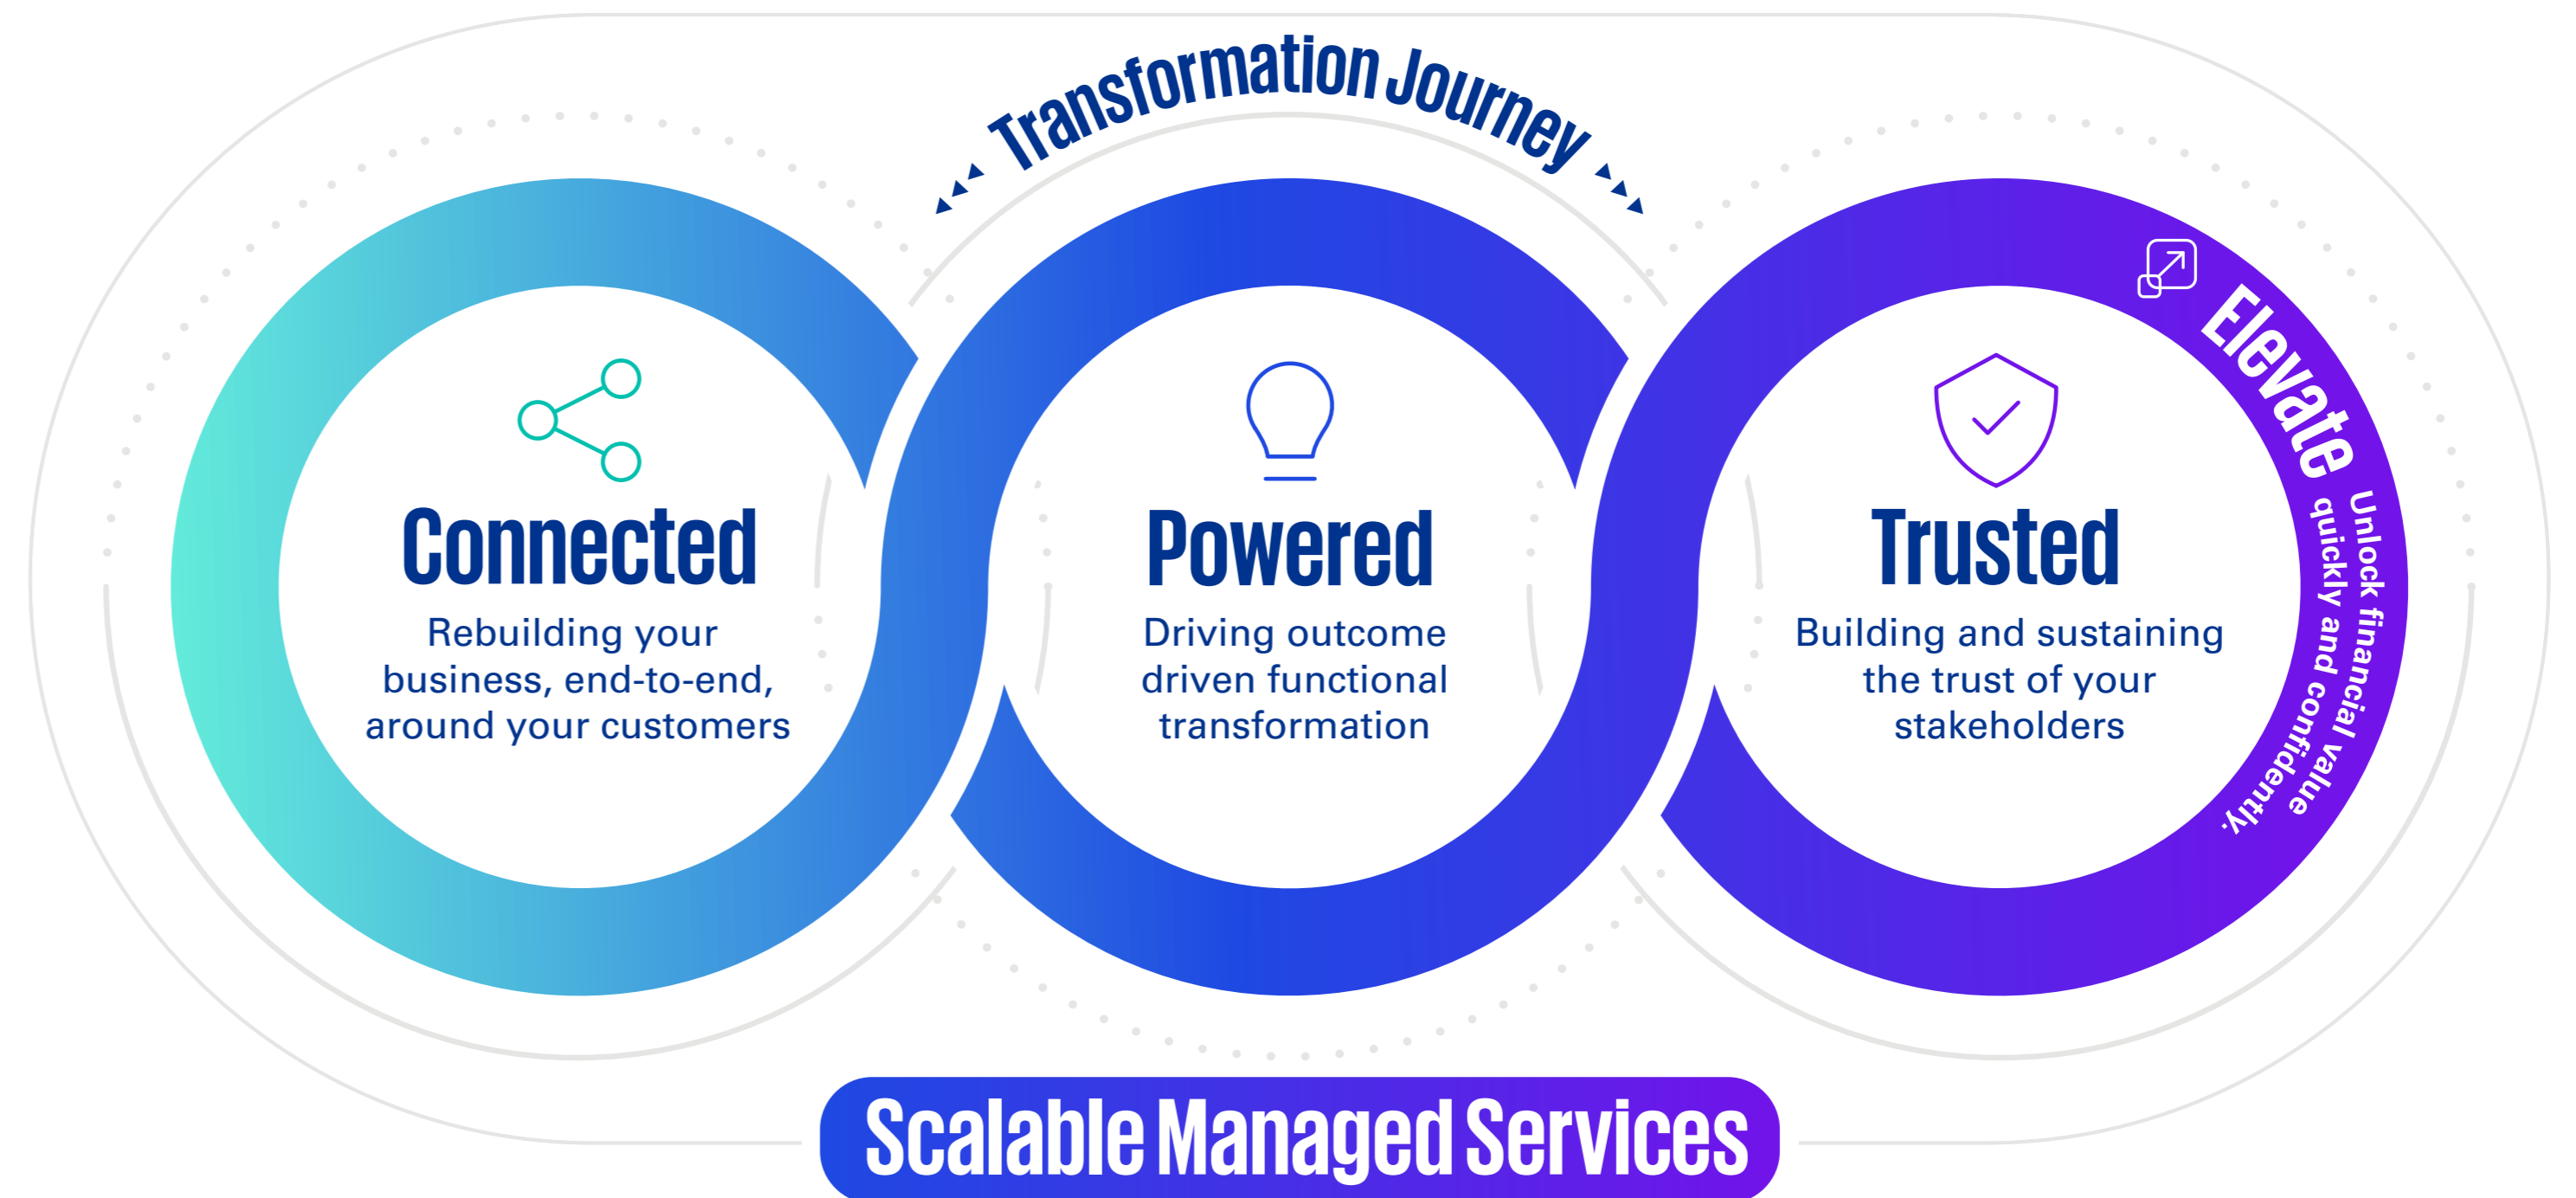 Transformation Journey
Connected
Rebuilding your
business, end-to-end,
around your customers
Powered
Driving outcome
driven functional
transformation
Trusted
Building and sustaining
the trust of your
stakeholders
Elevate
Unlock financial value
quickly and confidently.
Scalable Managed Services